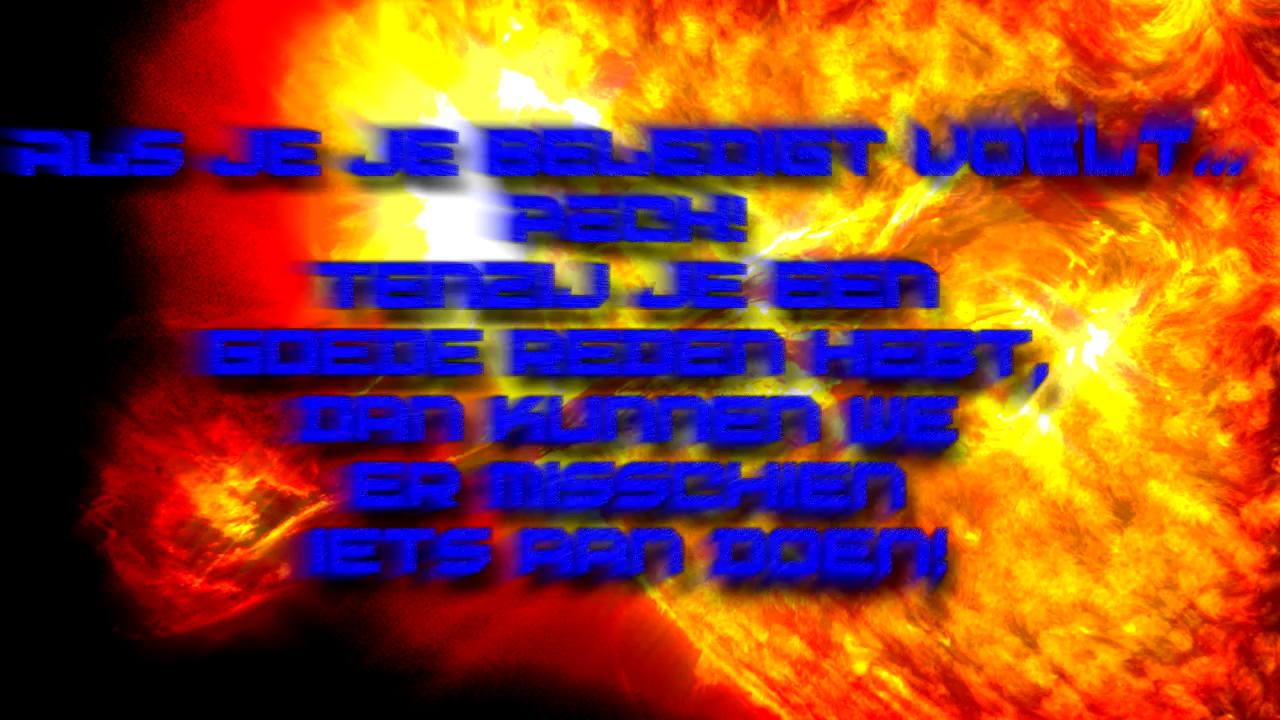 ALS JE JE BELEDIGT VOELT...
PECH!
TENZIJ JE EEN
GOEDE REDEN HEBT,
DAN KUNNEN WE
ER MISSCHIEN
IETS AAN DOEN!